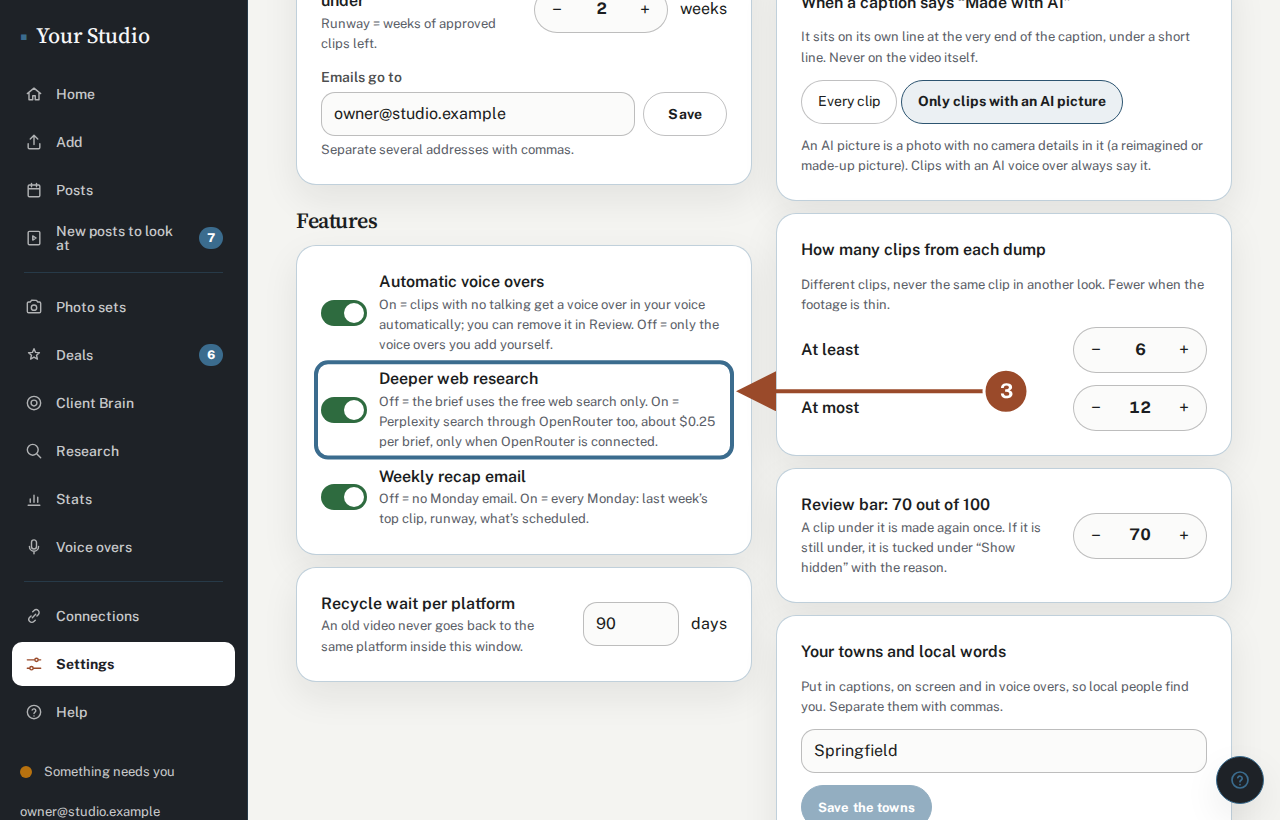 Your Studio
Home
Add
Posts
New posts to look
at
7
Photo sets
Deals
6
Client Brain
Research
Stats
Voice overs
Connections
Settings
Help
Something needs you
owner@studio.example
under
Runway = weeks of approved
clips left.
− 2 + weeks
Emails go to
owner@studio.example
Save
Separate several addresses with commas.
Features
Automatic voice overs
On = clips with no talking get a voice over in your voice
automatically; you can remove it in Review. Off = only the
voice overs you add yourself.
Deeper web research
Off = the brief uses the free web search only. On =
Perplexity search through OpenRouter too, about $0.25
per brief, only when OpenRouter is connected.
Weekly recap email
Off = no Monday email. On = every Monday: last week’s
top clip, runway, what’s scheduled.
Recycle wait per platform
An old video never goes back to the
same platform inside this window.
90 days
When a caption says “Made with AI”
It sits on its own line at the very end of the caption, under a short
line. Never on the video itself.
Every clip
Only clips with an AI picture
An AI picture is a photo with no camera details in it (a reimagined or
made-up picture). Clips with an AI voice over always say it.
How many clips from each dump
Different clips, never the same clip in another look. Fewer when the
footage is thin.
At least
− 6 +
3
At most
− 12 +
Review bar: 70 out of 100
A clip under it is made again once. If it is
still under, it is tucked under “Show
hidden” with the reason.
− 70 +
Your towns and local words
Put in captions, on screen and in voice overs, so local people find
you. Separate them with commas.
Springfield
Save the towns